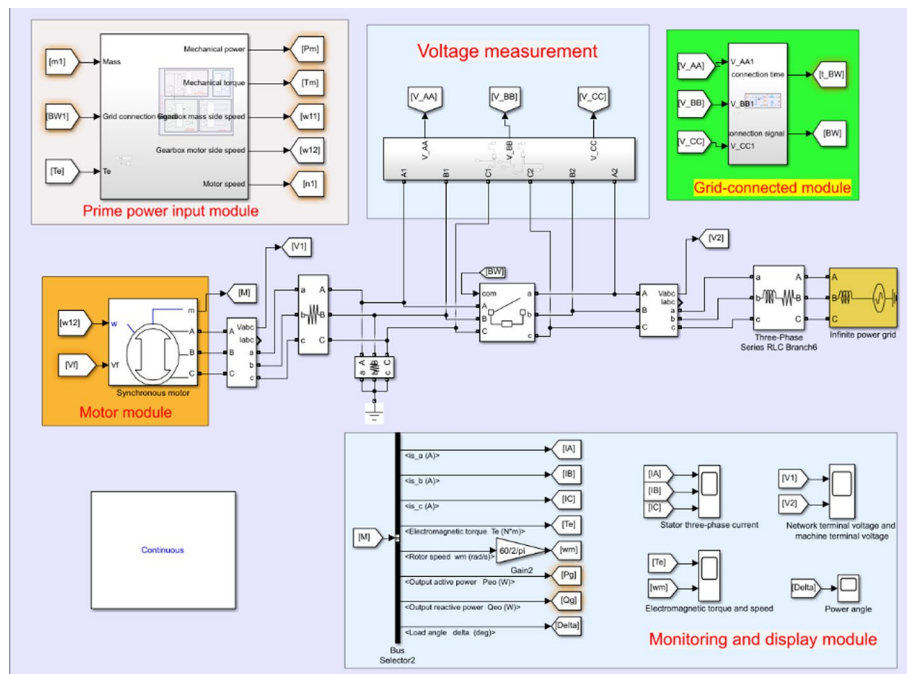 [m1]
[BW1]
[Te]
Mass
Te
Mechanical power
Mechanical torque
Gearbox mass side speed
Gearbox motor side speed
Motor speed
[Pm]
[Tm]
[w11]
[w12]
[n1]
Prime power input module
Voltage measurement
[V_AA]
[V_BB]
[V_CC]
V_AA
V_BB
V_CC
A1
B1
C1
C2
B2
A2
[V_AA]
[V_BB]
[V_CC]
V_AA1
V_BB1
V_CC1
connection time
connection signal
[t_BW]
[BW]
Grid-connected module
[w12]
[Vf]
w
Vf
m
A
B
C
Synchronous motor
Motor module
[M]
[V1]
A
B
C
Vabc
Iabc
a
b
c
a
b
c
A
B
C
A
B
C
a
b
c
[BW]
com
A
B
C
a
b
c
[V2]
A
B
C
Vabc
Iabc
a
b
c
a
b
c
A
B
C
Three-Phase
Series RLC Branch6
A
B
C
Infinite power grid
Continuous
[M]
Bus
Selector2
<is_a (A)>
<is_b (A)>
<is_c (A)>
<Electromagnetic torque Te (N*m)>
<Rotor speed wm (rad/s)>
<Output active power Peo (W)>
<Output reactive power Qeo (W)>
<Load angle delta (deg)>
60/2/pi
Gain2
[IA]
[IB]
[IC]
[Te]
[wm]
[Pg]
[Qg]
[Delta]
[IA]
[IB]
[IC]
Stator three-phase current
[V1]
[V2]
Network terminal voltage and
machine terminal voltage
[Te]
[wm]
Electromagnetic torque and speed
[Delta]
Power angle
Monitoring and display module